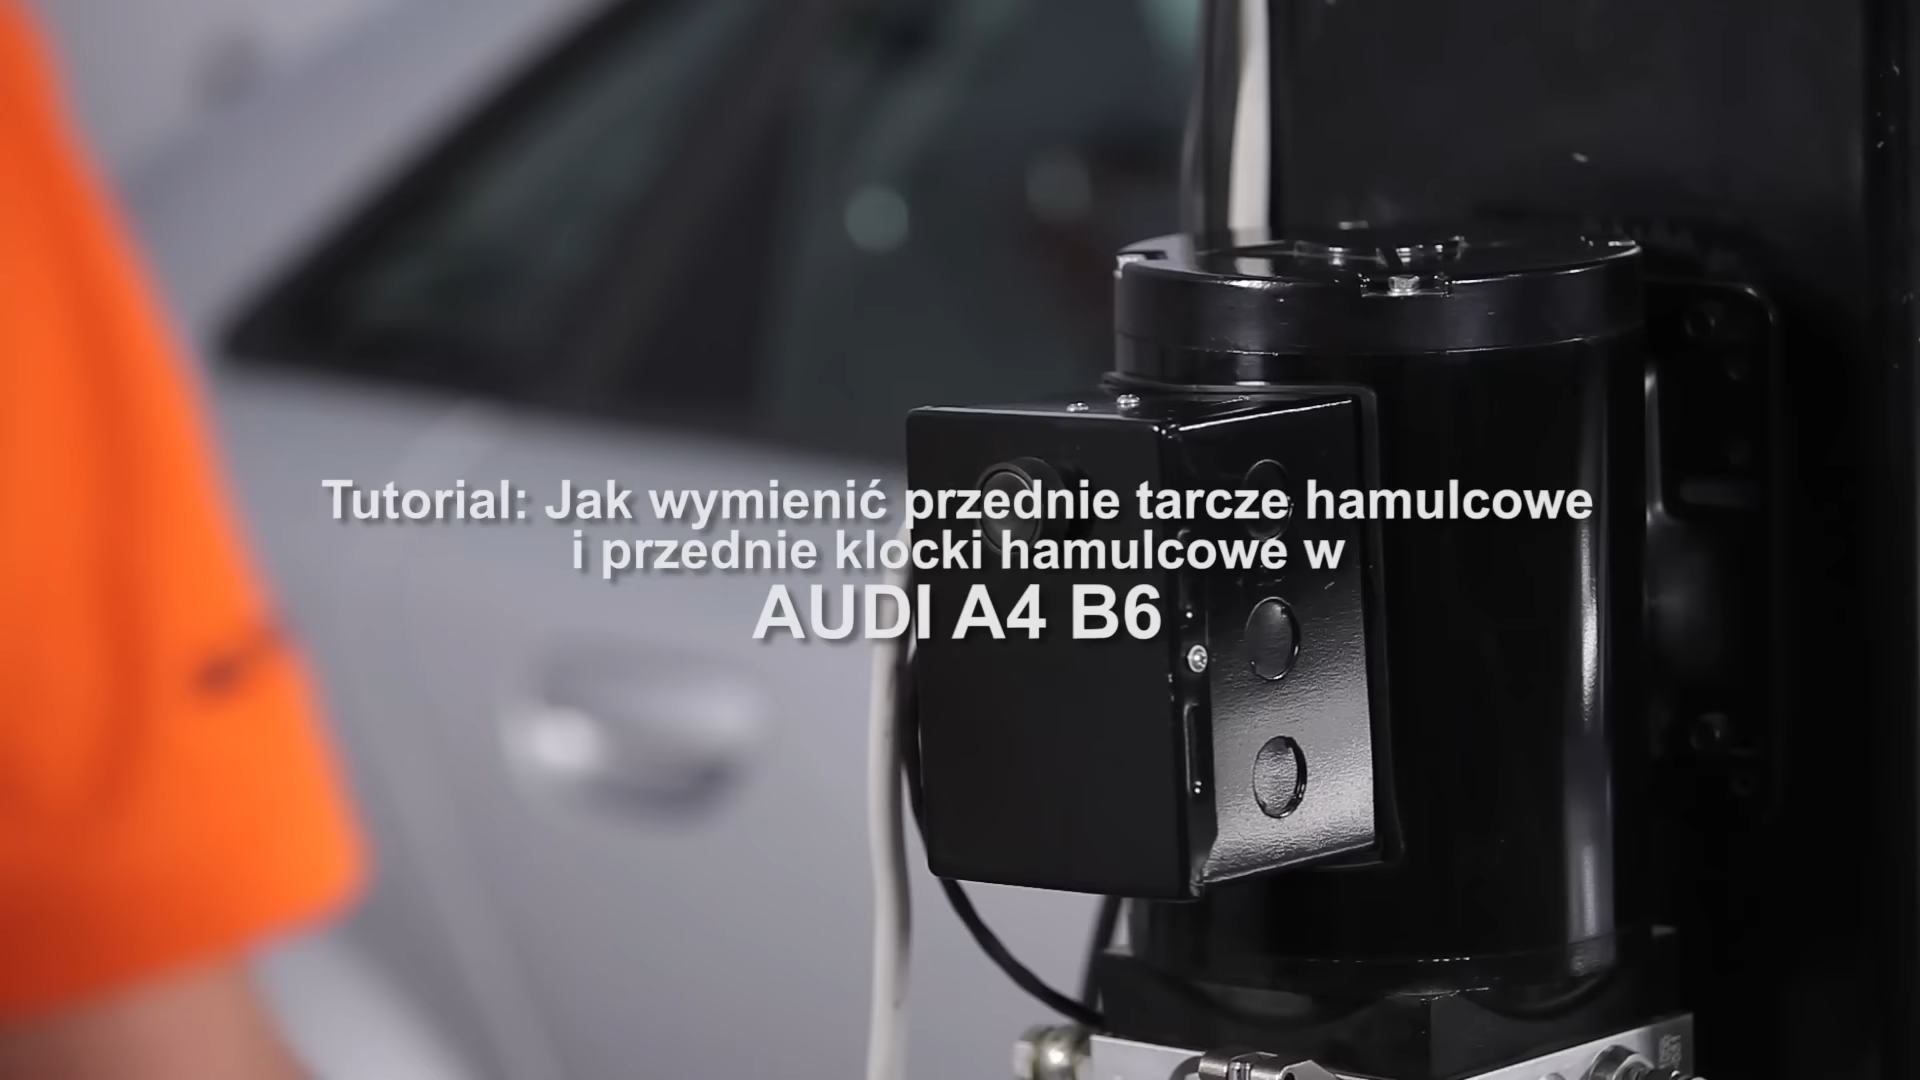 Tutorial: Jak wymienić przednie tarcze hamulcowe
i przednie klocki hamulcowe w
AUDI A4 B6